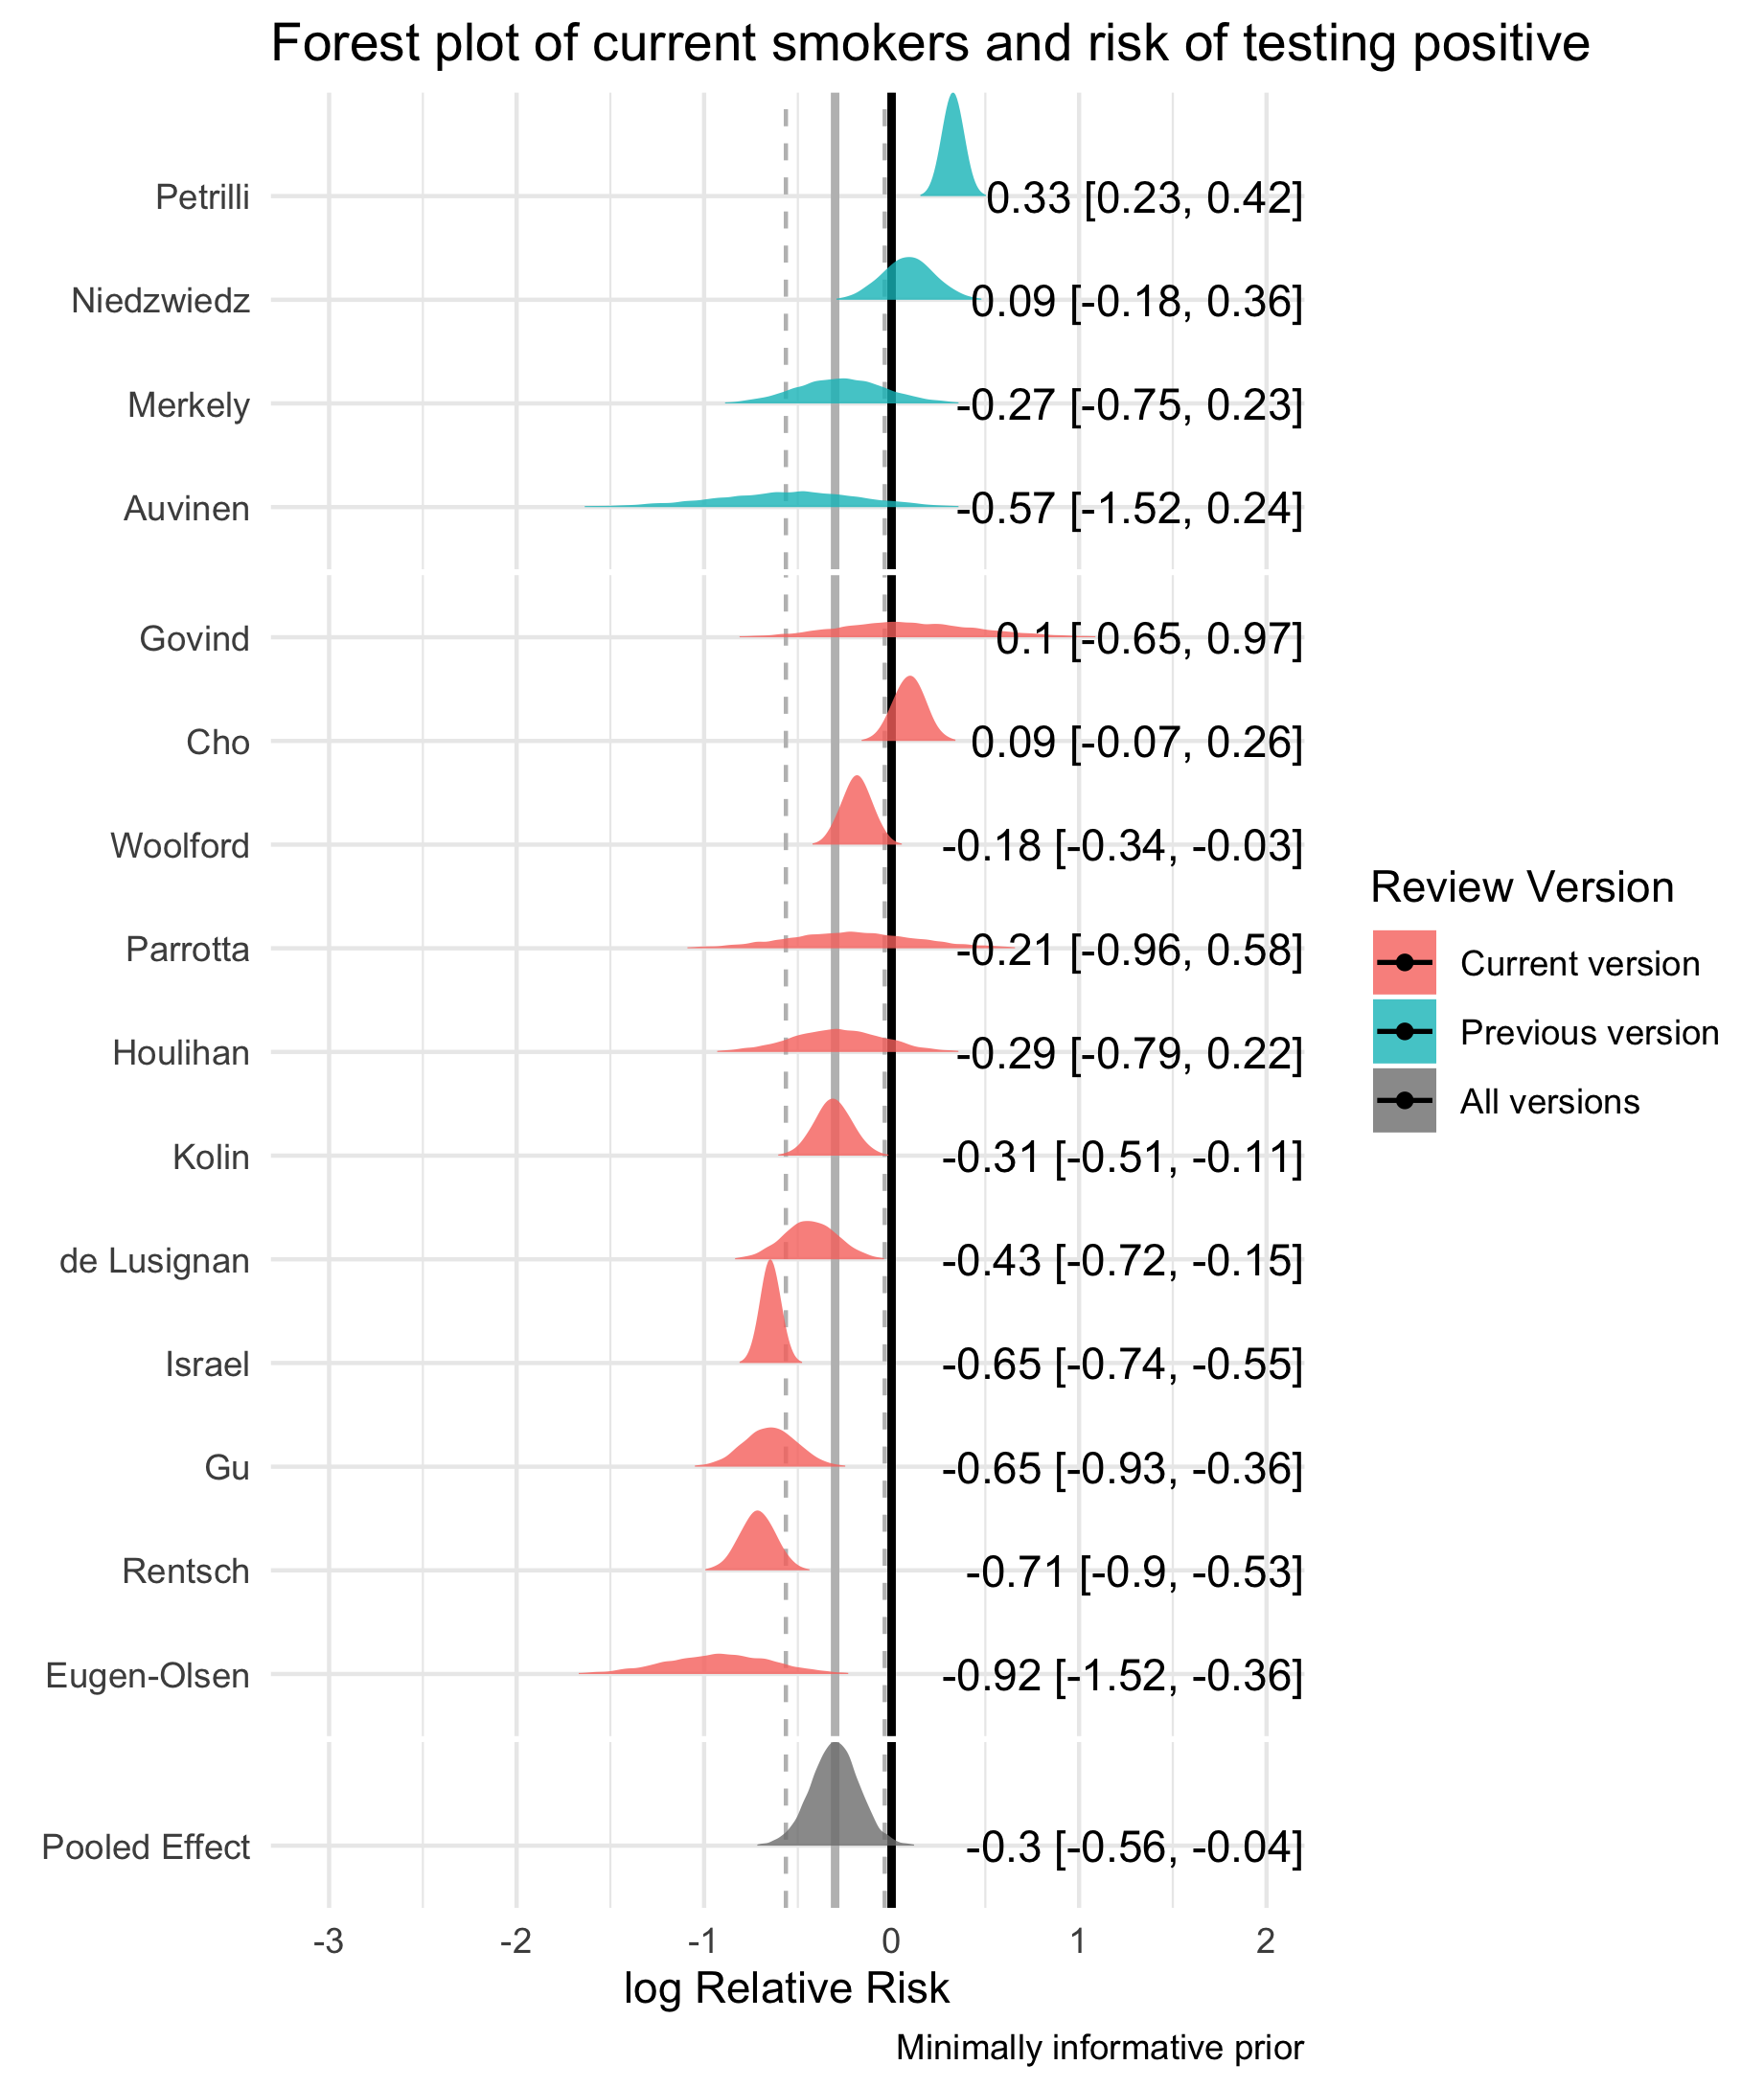 Forest plot of current smokers and risk of testing positive
Petrilli 0.33 [0.23, 0.42]
Niedzwiedz 0.09 [-0.18, 0.36]
Merkely -0.27 [-0.75, 0.23]
Auvinen -0.57 [-1.52, 0.24]
Govind 0.1 [-0.65, 0.97]
Cho 0.09 [-0.07, 0.26]
Woolford -0.18 [-0.34, -0.03]
Parrotta -0.21 [-0.96, 0.58]
Houlihan -0.29 [-0.79, 0.22]
Kolin -0.31 [-0.51, -0.11]
de Lusignan -0.43 [-0.72, -0.15]
Israel -0.65 [-0.74, -0.55]
Gu -0.65 [-0.93, -0.36]
Rentsch -0.71 [-0.9, -0.53]
Eugen-Olsen -0.92 [-1.52, -0.36]
Pooled Effect -0.3 [-0.56, -0.04]
-3 -2 -1 0 1 2
log Relative Risk
Minimally informative prior
Review Version
Current version
Previous version
All versions